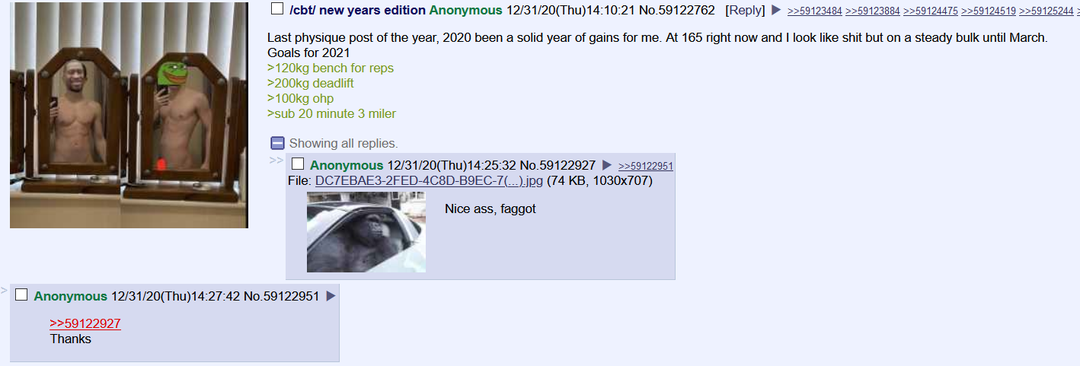 /cbt/ new years edition Anonymous 12/31/20(Thu)14:10:21 No.59122762 [Reply] ▶ >>59123484 >>59123884 >>59124475 >>59124519 >>59125244
Last physique post of the year, 2020 been a solid year of gains for me. At 165 right now and I look like shit but on a steady bulk until March.
Goals for 2021
>120kg bench for reps
>200kg deadlift
>100kg ohp
>sub 20 minute 3 miler
Showing all replies.
>> Anonymous 12/31/20(Thu)14:25:32 No.59122927 ▶ >>59122951
File: DC7EBAE3-2FED-4C8D-B9EC-7(...).jpg (74 KB, 1030x707)
Nice ass, faggot
> Anonymous 12/31/20(Thu)14:27:42 No.59122951 ▶
>>59122927
Thanks